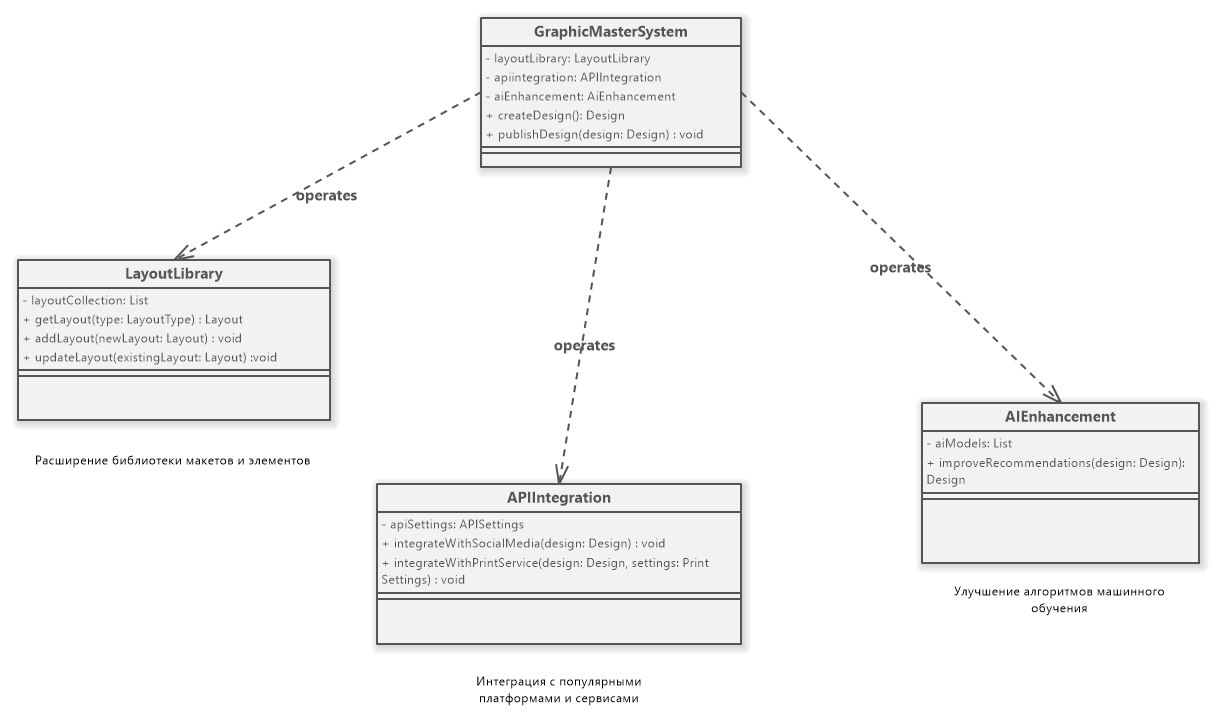 GraphicMasterSystem
- layoutLibrary: LayoutLibrary
- apiintegration: APIIntegration
- aiEnhancement: AiEnhancement
+ createDesign(): Design
+ publishDesign(design: Design) : void
operates
operates
operates
LayoutLibrary
- layoutCollection: List
+ getLayout(type: LayoutType) : Layout
+ addLayout(newLayout: Layout) : void
+ updateLayout(existingLayout: Layout) :void
Расширение библиотеки макетов и элементов
APIIntegration
- apiSettings: APISettings
+ integrateWithSocialMedia(design: Design) : void
+ integrateWithPrintService(design: Design, settings: Print
Settings) : void
Интеграция с популярными
платформами и сервисами
AIEnhancement
- aiModels: List
+ improveRecommendations(design: Design):
Design
Улучшение алгоритмов машинного
обучения